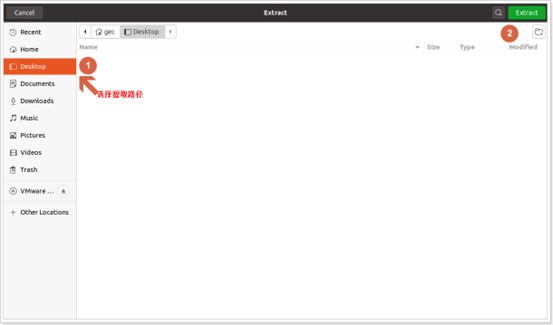 Cancel
Extract
Extract
Recent
Home
Desktop
Documents
Downloads
Music
Pictures
Videos
Trash
VMware ...
Other Locations
gec
Desktop
2
Name
Size
Type
Modified
1
选择提取路径